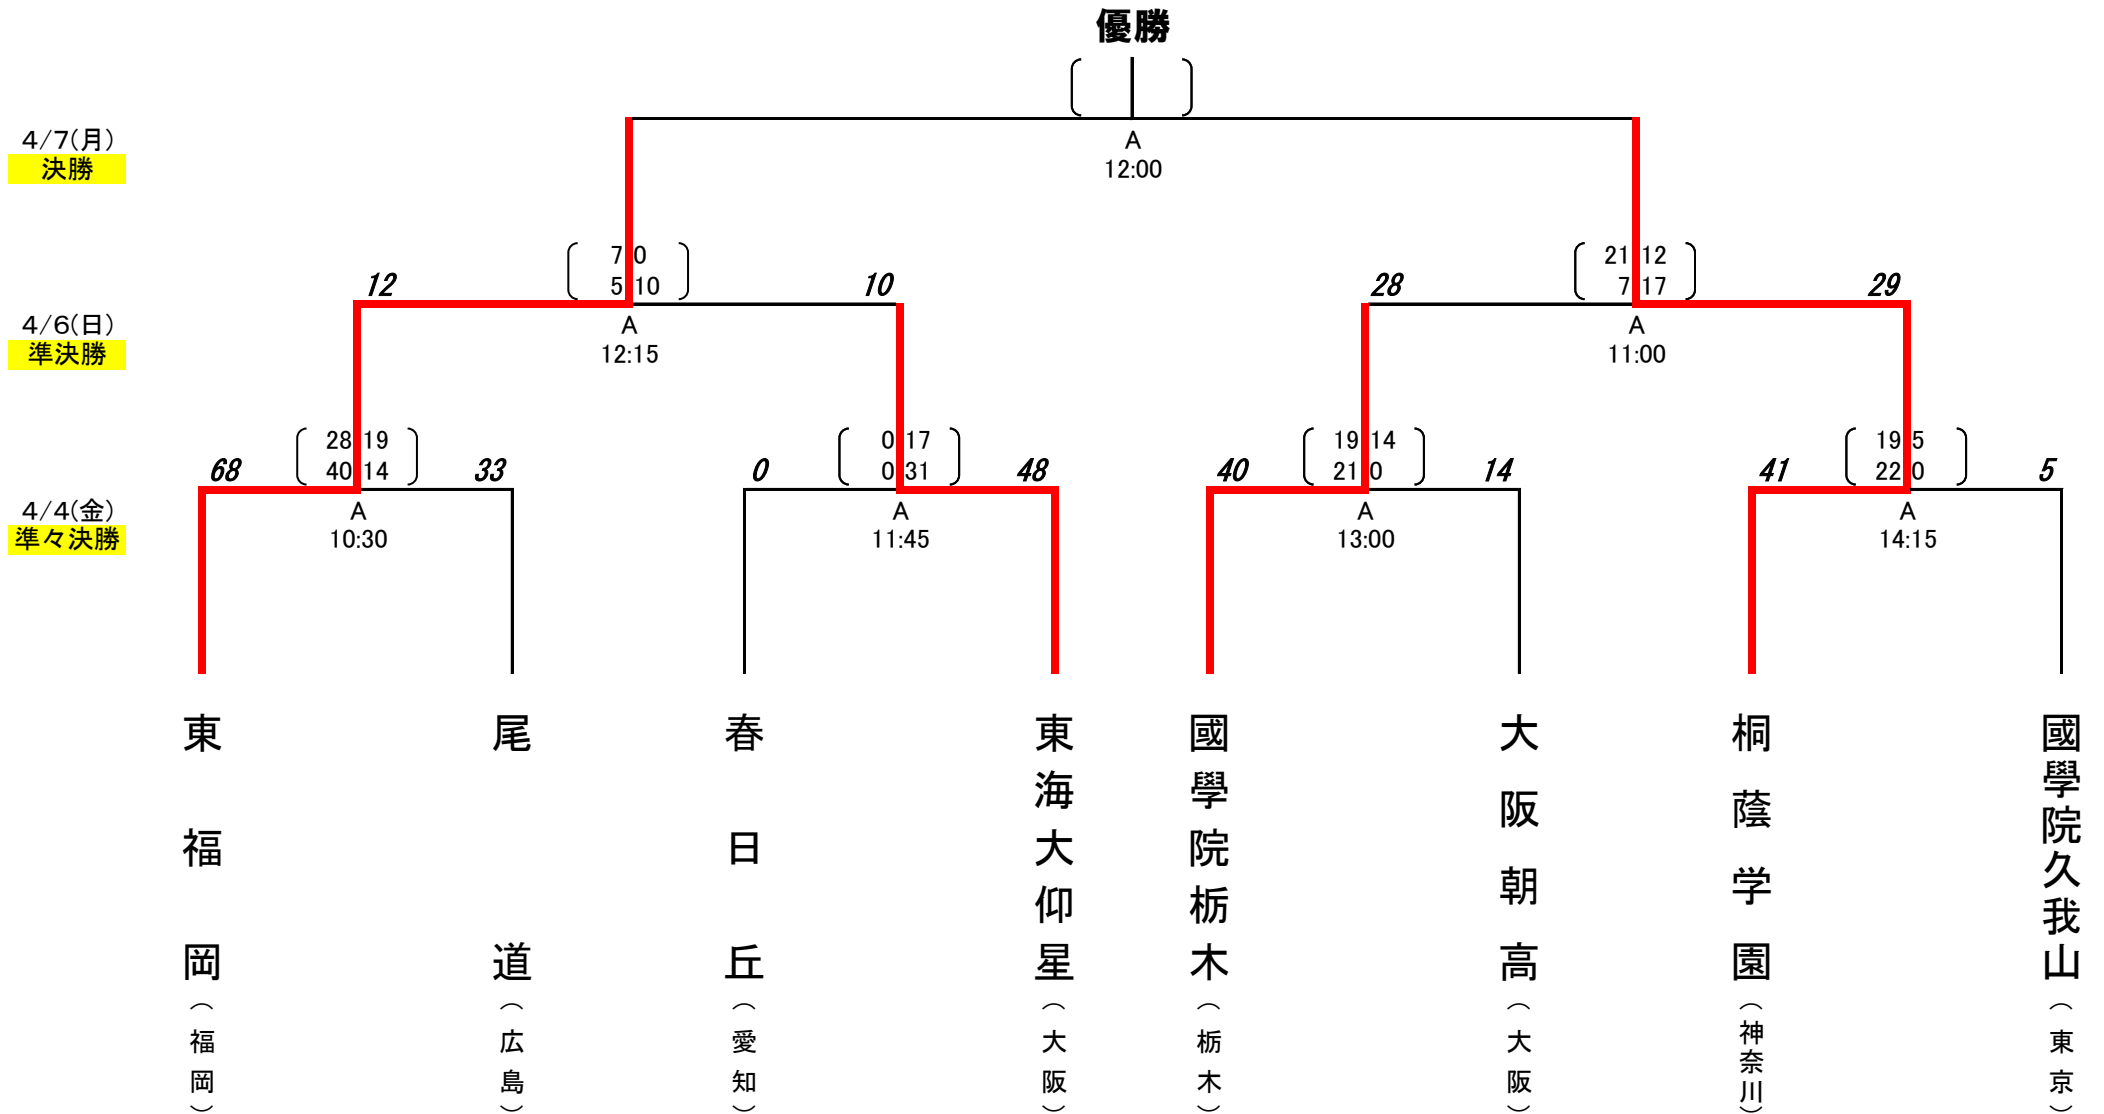 優勝
4/7(月)
決勝
A
12:00
7 0
5 10
12
10
21 12
7 17
28
29
4/6(日)
準決勝
A
12:15
A
11:00
28 19
40 14
68
33
0 17
0 31
0
48
19 14
21 0
40
14
19 5
22 0
41
5
4/4(金)
準々決勝
A
10:30
A
11:45
A
13:00
A
14:15
東福岡(福岡)
尾道(広島)
春日丘(愛知)
東海大仰星(大阪)
國學院栃木(栃木)
大阪朝高(大阪)
桐蔭学園(神奈川)
國學院久我山(東京)